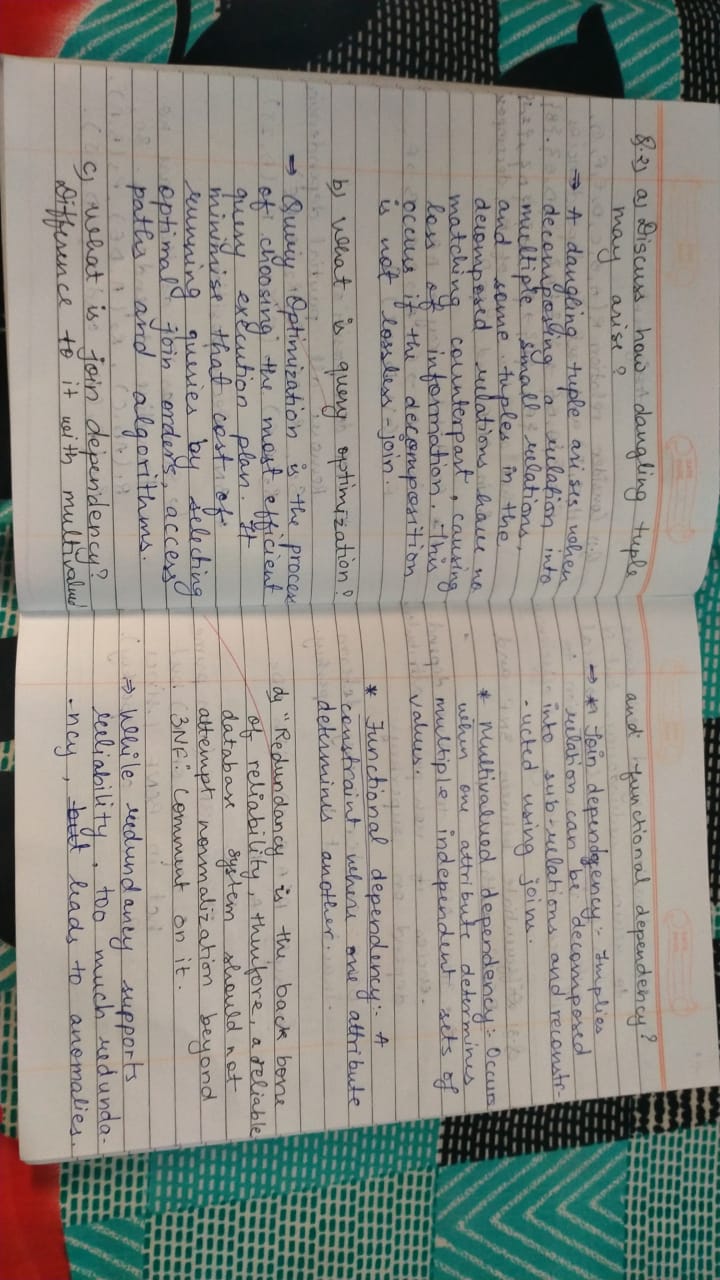 Q.2) a) Discuss how dangling tuple
may arise?
→ A dangling tuple arises when
decomposing a relation into
multiple small relations,
and some tuples in the
decomposed relations have no
matching counterpart, causing
loss of information. This
occurs if the decomposition
is not lossless-join.
b) What is query optimization?
→ Query Optimization is the proces
of choosing the most efficient
query execution plan. It
minimise that cost of
running queries by selecting
optimal join orders, access
paths and algorithms.
c) What is join dependency?
Difference to it with multivalued
and functional dependency?
→ * Join dependency:- Implies
relation can be decomposed
into sub-relations and reconstr-
-ucted using joins.
* Multivalued dependency:- Occurs
when one attribute determines
multiple independent sets of
values.
* Functional dependency:- A
constraint where one attribute
determines another.
d) "Redundancy is the back bone
of reliability, therefore, a reliable
database system should not
attempt normalization beyond
3NF." Comment on it.
→ While redundancy supports
reliability, too much redunda-
-ncy, but leads to anomalies.